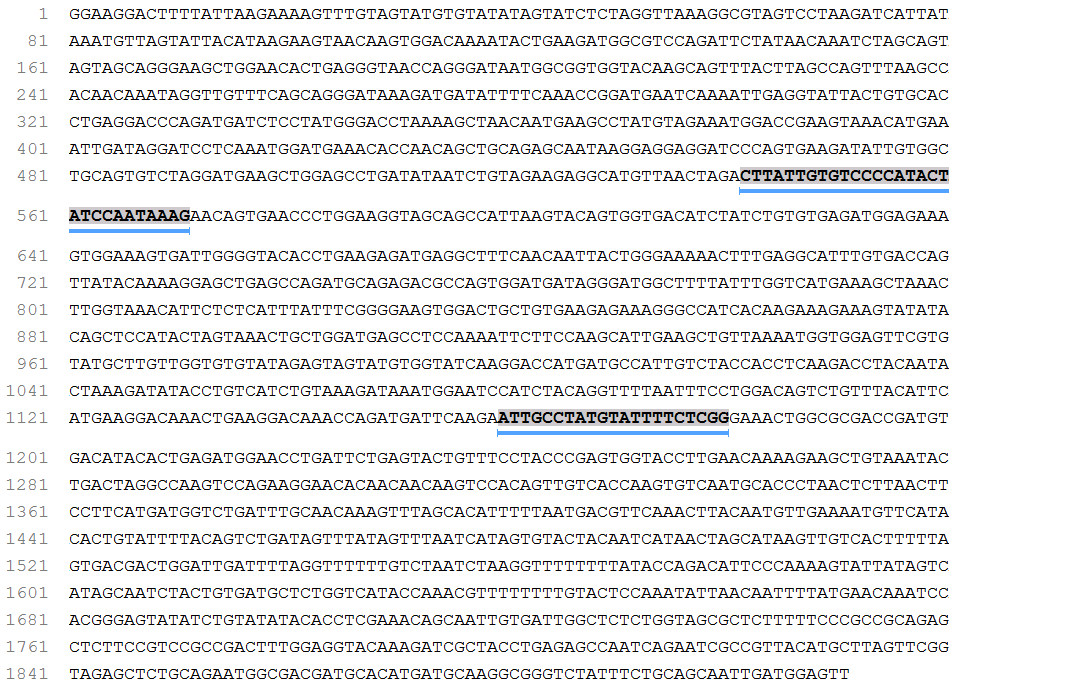 1 GGAAGGACTTTTATTAAGAAAAGTTTGTAGTATGTGTATATAGTATCTCTAGGTTAAAGGCGTAGTCCTAAGATCATTAT
81 AAATGTTAGTATTACATAAGAAGTAACAAGTGGACAAAATACTGAAGATGGCGTCCAGATTCTATAACAAATCTAGCAGT
161 AGTAGCAGGGAAGCTGGAACACTGAGGGTAACCAGGGATAATGGCGGTGGTACAAGCAGTTTACTTAGCCAGTTTAAGCC
241 ACAACAAATAGGTTGTTTCAGCAGGGATAAAGATGATATTTTCAAACCGGATGAATCAAAATTGAGGTATTACTGTGCAC
321 CTGAGGACCCAGATGATCTCCTATGGGACCTAAAAGCTAACAATGAAGCCTATGTAGAAATGGACCGAAGTAAACATGAA
401 ATTGATAGGATCCTCAAATGGATGAAACACCAACAGCTGCAGAGCAATAAGGAGGAGGATCCCAGTGAAGATATTGTGGC
481 TGCAGTGTCTAGGATGAAGCTGGAGCCTGATATAATCTGTAGAAGAGGCATGTTAACTAGACTTATTGTGTCCCCATACT
561 ATCCAATAAAGAACAGTGAACCCTGGAAGGTAGCAGCCATTAAGTACAGTGGTGACATCTATCTGTGTGAGATGGAGAAA
641 GTGGAAAGTGATTGGGGTACACCTGAAGAGATGAGGCTTTCAACAATTACTGGGAAAAACTTTGAGGCATTTGTGACCAG
721 TTATACAAAAGGAGCTGAGCCAGATGCAGAGACGCCAGTGGATGATAGGGATGGCTTTTATTTGGTCATGAAAGCTAAAC
801 TTGGTAAACATTCTCTCATTTATTTCGGGGAAGTGGACTGCTGTGAAGAGAAAGGGCCATCACAAGAAAGAAAGTATATA
881 CAGCTCCATACTAGTAAACTGCTGGATGAGCCTCCAAAATTCTTCCAAGCATTGAAGCTGTTAAAATGGTGGAGTTCGTG
961 TATGCTTGTTGGTGTGTATAGAGTAGTATGTGGTATCAAGGACCATGATGCCATTGTCTACCACCTCAAGACCTACAATA
1041 CTAAAGATATACCTGTCATCTGTAAAGATAAATGGAATCCATCTACAGGTTTTAATTTCCTGGACAGTCTGTTTACATTC
1121 ATGAAGGACAAACTGAAGGACAAACCAGATGATTCAAGAATTGCCTATGTATTTTCTCGGGAAACTGGCGCGACCGATGT
1201 GACATACACTGAGATGGAACCTGATTCTGAGTACTGTTTCCTACCCGAGTGGTACCTTGAACAAAAGAAGCTGTAAATAC
1281 TGACTAGGCCAAGTCCAGAAGGAACACAACAACAAGTCCACAGTTGTCACCAAGTGTCAATGCACCCTAACTCTTAACTT
1361 CCTTCATGATGGTCTGATTTGCAACAAAGTTTAGCACATTTTTAATGACGTTCAAACTTACAATGTTGAAAATGTTCATA
1441 CACTGTATTTTACAGTCTGATAGTTTATAGTTTAATCATAGTGTACTACAATCATAACTAGCATAAGTTGTCACTTTTTA
1521 GTGACGACTGGATTGATTTTAGGTTTTTTGTCTAATCTAAGGTTTTTTTTATACCAGACATTCCCAAAAGTATTATAGTC
1601 ATAGCAATCTACTGTGATGCTCTGGTCATACCAAACGTTTTTTTTGTACTCCAAATATTAACAATTTTATGAACAAATCC
1681 ACGGGAGTATATCTGTATATACACCTCGAAACAGCAATTGTGATTGGCTCTCTGGTAGCGCTCTTTTTCCCGCCGCAGAG
1761 CTCTTCCGTCCGCCGACTTTGGAGGTACAAAGATCGCTACCTGAGAGCCAATCAGAATCGCCGTTACATGCTTAGTTCGG
1841 TAGAGCTCTGCAGAATGGCGACGATGCACATGATGCAAGGCGGGTCTATTTCTGCAGCAATTGATGGAGTT